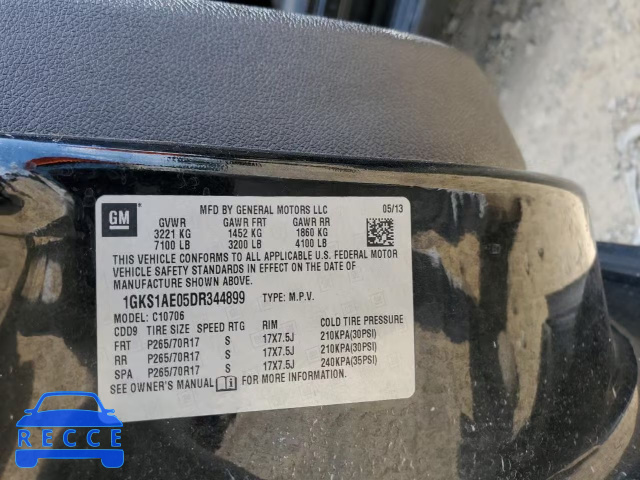 GM
MFD BY GENERAL MOTORS LLC 05/13
GVWR GAWR FRT GAWR RR
3221 KG 1452 KG 1860 KG
7100 LB 3200 LB 4100 LB
THIS VEHICLE CONFORMS TO ALL APPLICABLE U.S. FEDERAL MOTOR
VEHICLE SAFETY STANDARDS IN EFFECT ON THE DATE OF
MANUFACTURE SHOWN ABOVE.
1GKS1AE05DR344899 TYPE: M.P.V.
MODEL: C10706
CDD9 TIRE SIZE SPEED RTG RIM COLD TIRE PRESSURE
FRT P265/70R17 S 17X7.5J 210KPA(30PSI)
RR P265/70R17 S 17X7.5J 210KPA(30PSI)
SPA P265/70R17 S 17X7.5J 240KPA(35PSI)
SEE OWNER'S MANUAL FOR MORE INFORMATION.
RECCE